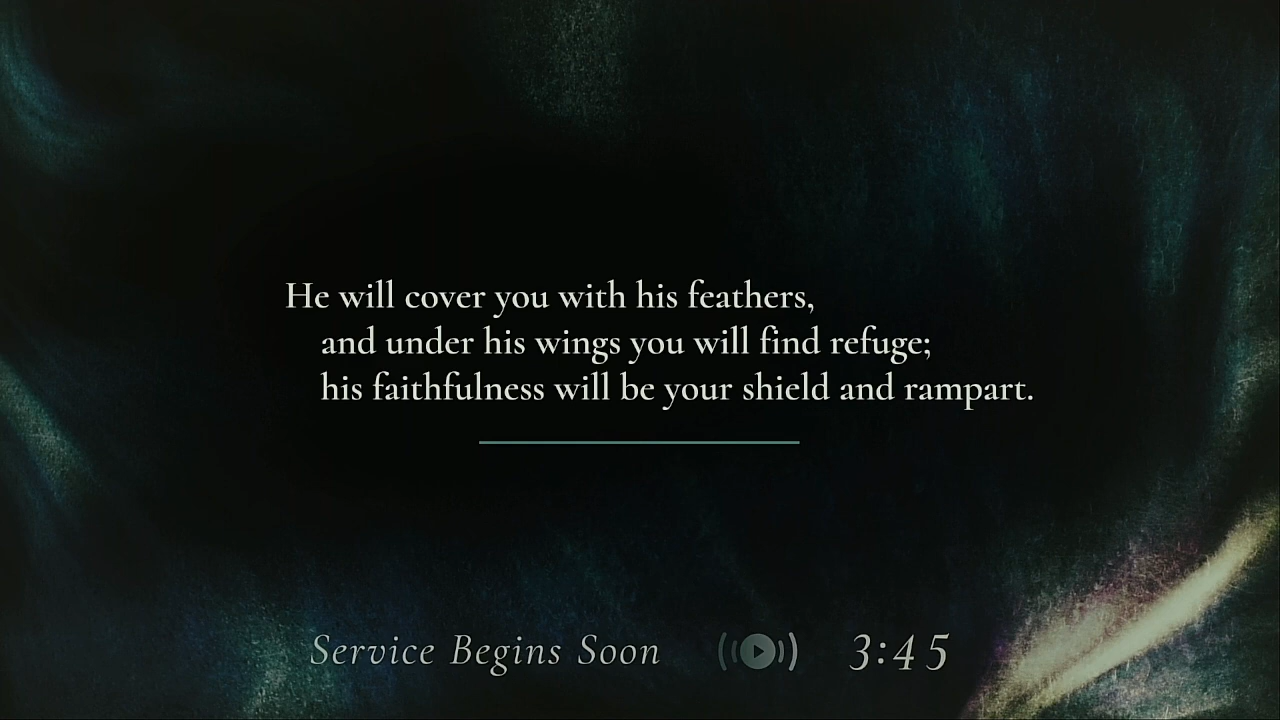 He will cover you with his feathers,
and under his wings you will find refuge;
his faithfulness will be your shield and rampart.
Service Begins Soon 3:45